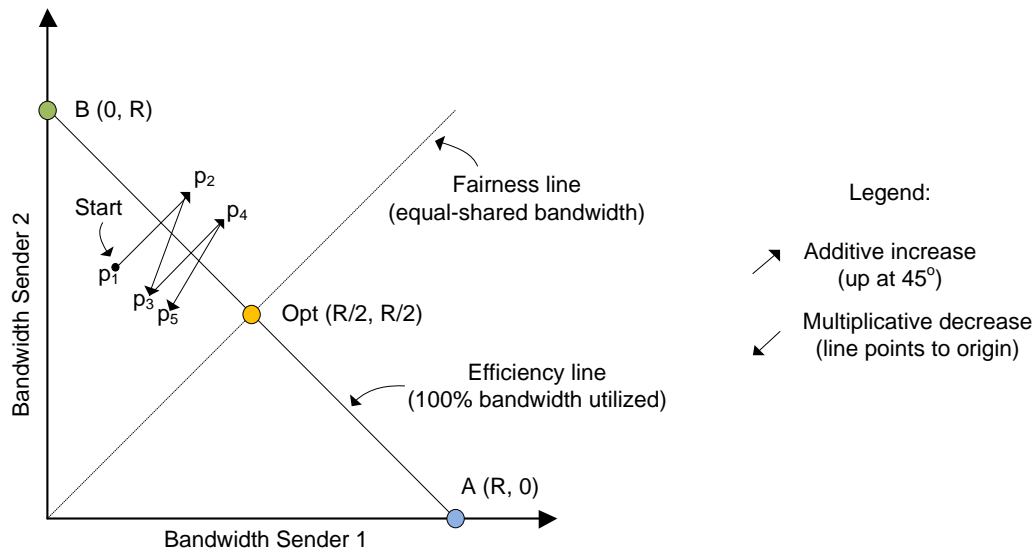 B (0, R)
p2
Start
p4
p1
p3
p5
Fairness line
(equal-shared bandwidth)
Opt (R/2, R/2)
Efficiency line
(100% bandwidth utilized)
A (R, 0)
Bandwidth Sender 2
Bandwidth Sender 1
Legend:
Additive increase
(up at 45°)
Multiplicative decrease
(line points to origin)